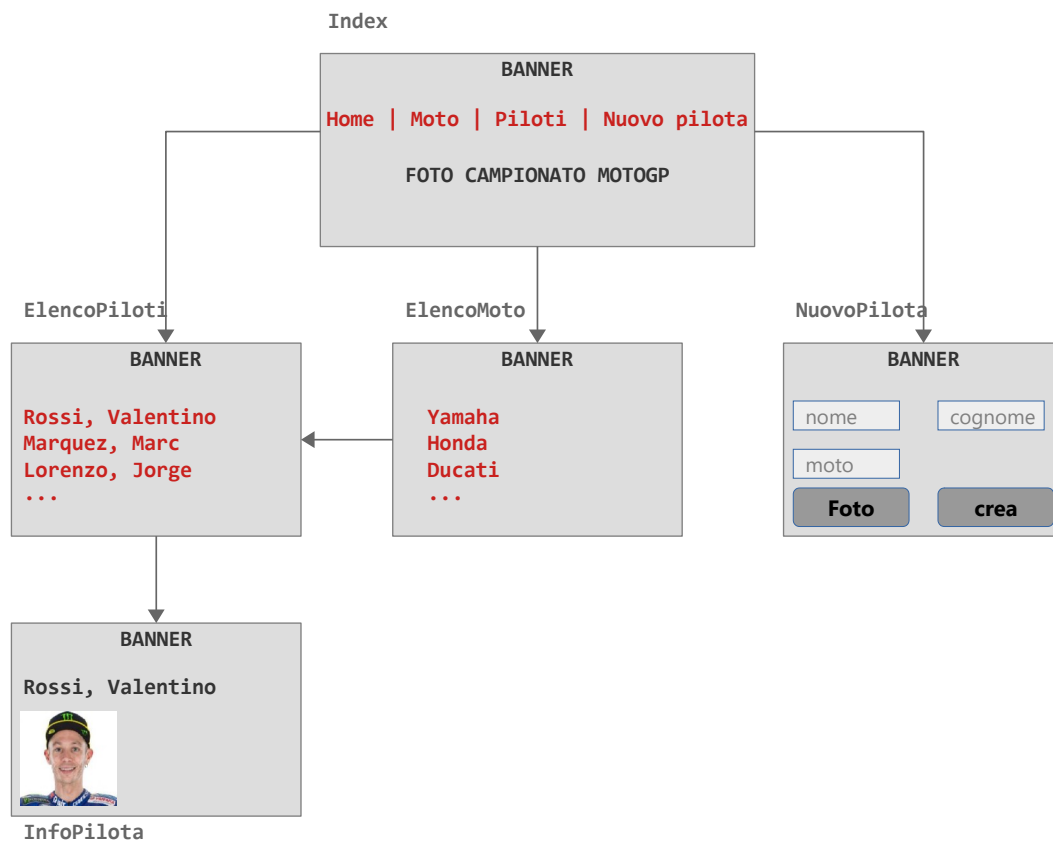 Index
BANNER
Home | Moto | Piloti | Nuovo pilota
FOTO CAMPIONATO MOTOGP
ElencoPiloti
BANNER
Rossi, Valentino
Marquez, Marc
Lorenzo, Jorge
...
ElencoMoto
BANNER
Yamaha
Honda
Ducati
...
NuovoPilota
BANNER
nome cognome
moto
Foto crea
BANNER
Rossi, Valentino
InfoPilota